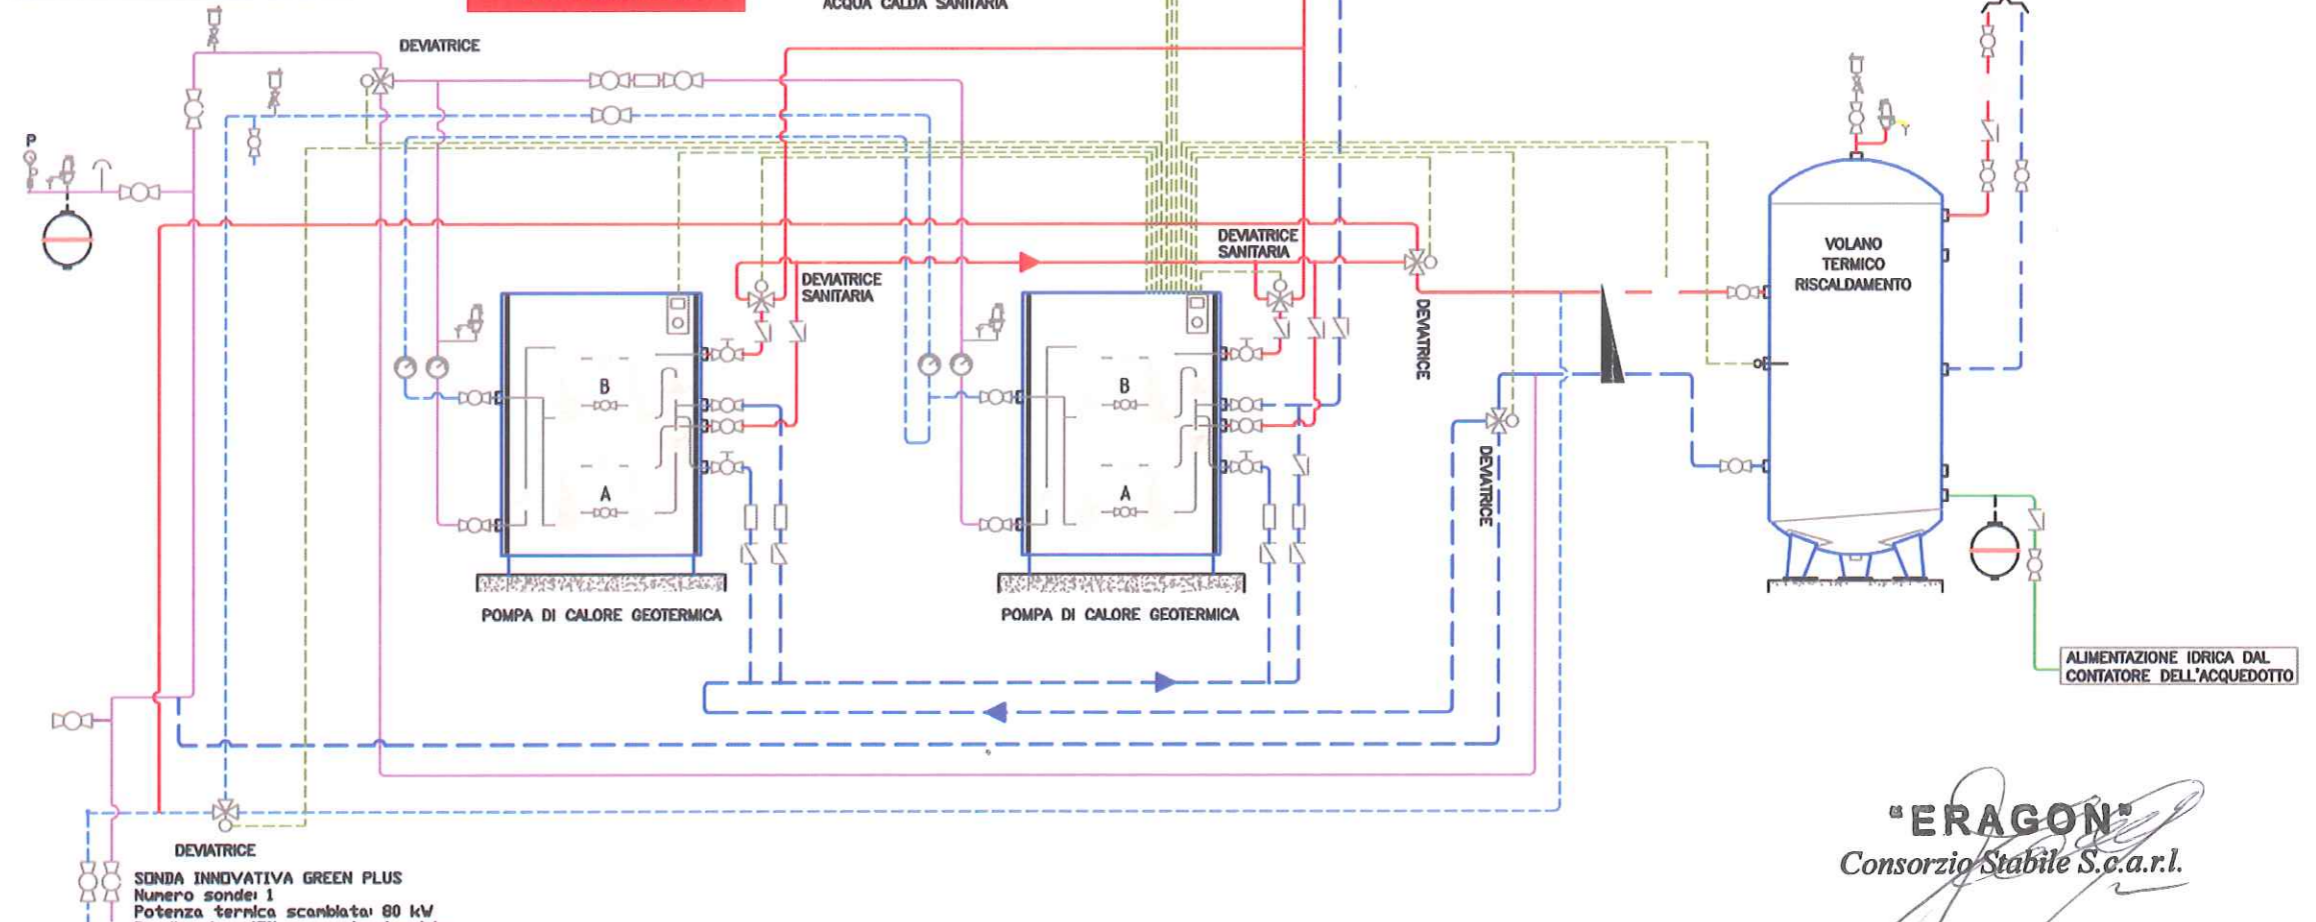 ACQUA CALDA SANITARIA
DEVIATRICE
P
DEVIATRICE
SANITARIA
DEVIATRICE
SANITARIA
VOLANO
TERMICO
RISCALDAMENTO
DEVIATRICE
B
A
B
A
DEVIATRICE
POMPA DI CALORE GEOTERMICA
POMPA DI CALORE GEOTERMICA
ALIMENTAZIONE IDRICA DAL
CONTATORE DELL'ACQUEDOTTO
DEVIATRICE
SONDA INNOVATIVA GREEN PLUS
Numero sonde: 1
Potenza termica scambiata: 80 kW
"ERAGON"
Consorzio Stabile S.c.a.r.l.